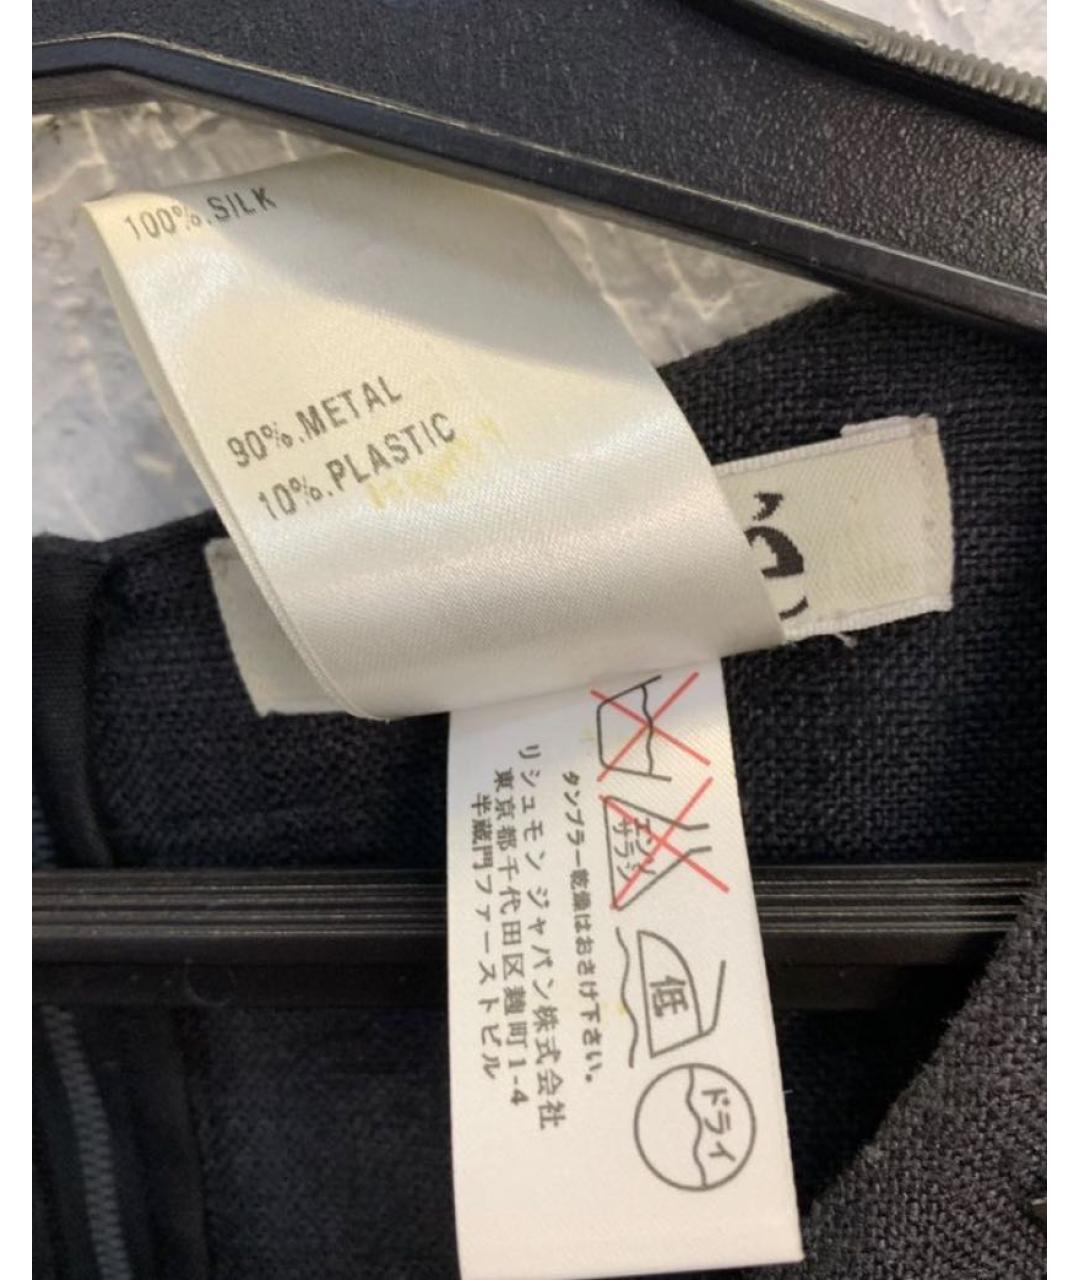 100%.SILK
90%.METAL
10%.PLASTIC
エンソ
サラシ
低
ドライ
タンブラー乾燥はおさけ下さい。
リシュモン ジャパン株式会社
東京都千代田区麹町1-4
半蔵門ファーストビル